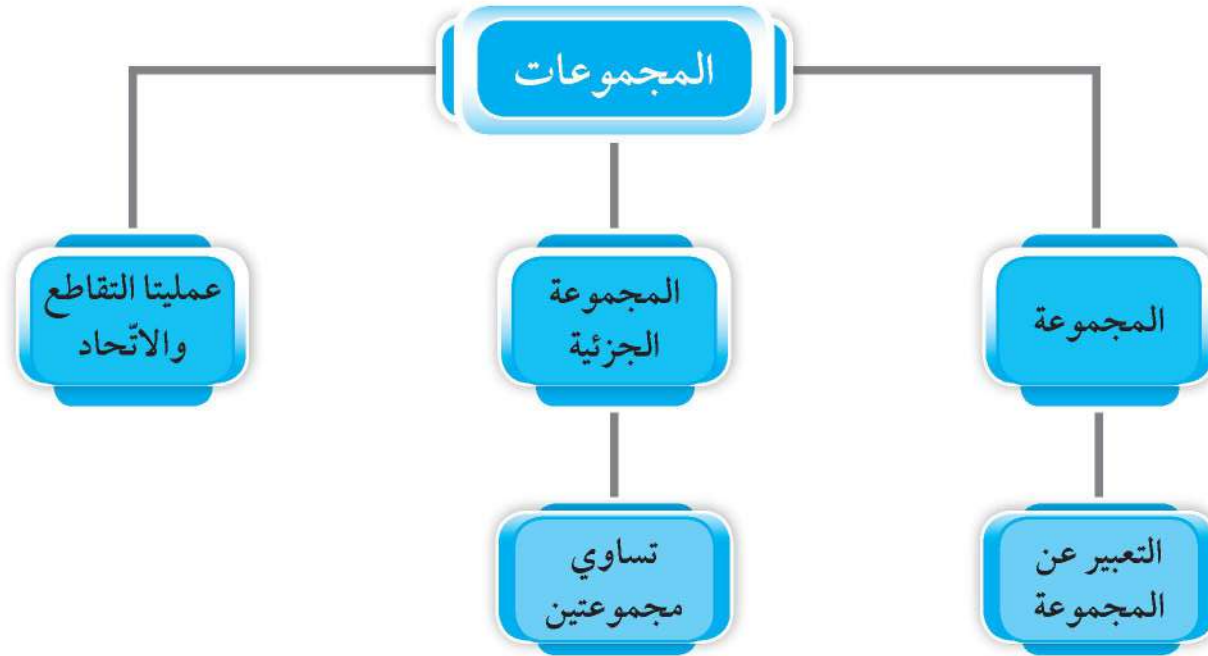 المجموعات
المجموعة
المجموعة
الجزئية
عمليتا التقاطع
والاتّحاد
التعبير عن
المجموعة
تساوي
مجموعتين